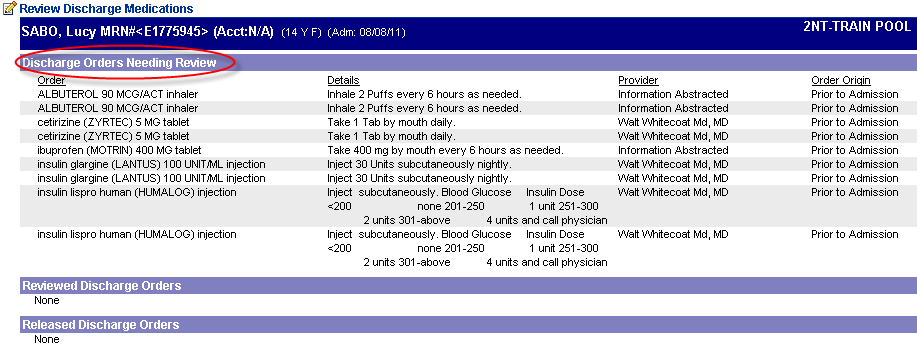 Review Discharge Medications
SABO, Lucy MRN#<E1775945> (Acct:N/A) (14 Y F) (Adm: 08/08/11) 2NT-TRAIN POOL
Discharge Orders Needing Review
Order Details Provider Order Origin
ALBUTEROL 90 MCG/ACT inhaler Inhale 2 Puffs every 6 hours as needed. Information Abstracted Prior to Admission
ALBUTEROL 90 MCG/ACT inhaler Inhale 2 Puffs every 6 hours as needed. Information Abstracted Prior to Admission
cetirizine (ZYRTEC) 5 MG tablet Take 1 Tab by mouth daily. Walt Whitecoat Md, MD Prior to Admission
cetirizine (ZYRTEC) 5 MG tablet Take 1 Tab by mouth daily. Walt Whitecoat Md, MD Prior to Admission
ibuprofen (MOTRIN) 400 MG tablet Take 400 mg by mouth every 6 hours as needed. Information Abstracted Prior to Admission
insulin glargine (LANTUS) 100 UNIT/ML injection Inject 30 Units subcutaneously nightly. Walt Whitecoat Md, MD Prior to Admission
insulin glargine (LANTUS) 100 UNIT/ML injection Inject 30 Units subcutaneously nightly. Walt Whitecoat Md, MD Prior to Admission
insulin lispro human (HUMALOG) injection Inject subcutaneously. Blood Glucose Insulin Dose Walt Whitecoat Md, MD Prior to Admission
<200 none 201-250 1 unit 251-300
2 units 301-above 4 units and call physician
insulin lispro human (HUMALOG) injection Inject subcutaneously. Blood Glucose Insulin Dose Walt Whitecoat Md, MD Prior to Admission
<200 none 201-250 1 unit 251-300
2 units 301-above 4 units and call physician
Reviewed Discharge Orders
None
Released Discharge Orders
None